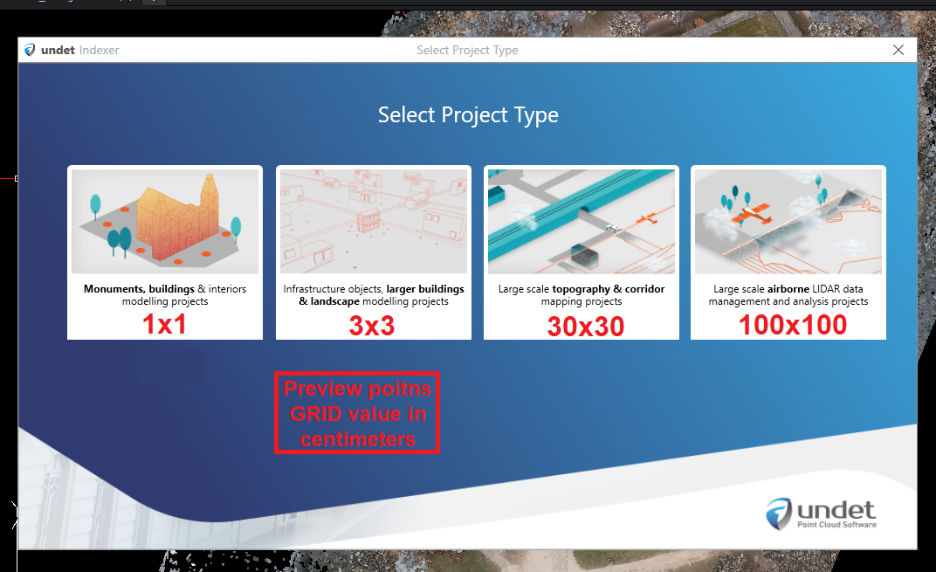 undet Indexer
Select Project Type
Select Project Type
Monuments, buildings & interiors
modelling projects
1x1
Infrastructure objects, larger buildings
& landscape modelling projects
3x3
Large scale topography & corridor
mapping projects
30x30
Large scale airborne LIDAR data
management and analysis projects
100x100
Preview poitns
GRID value in
centimeters
undet
Point Cloud Software